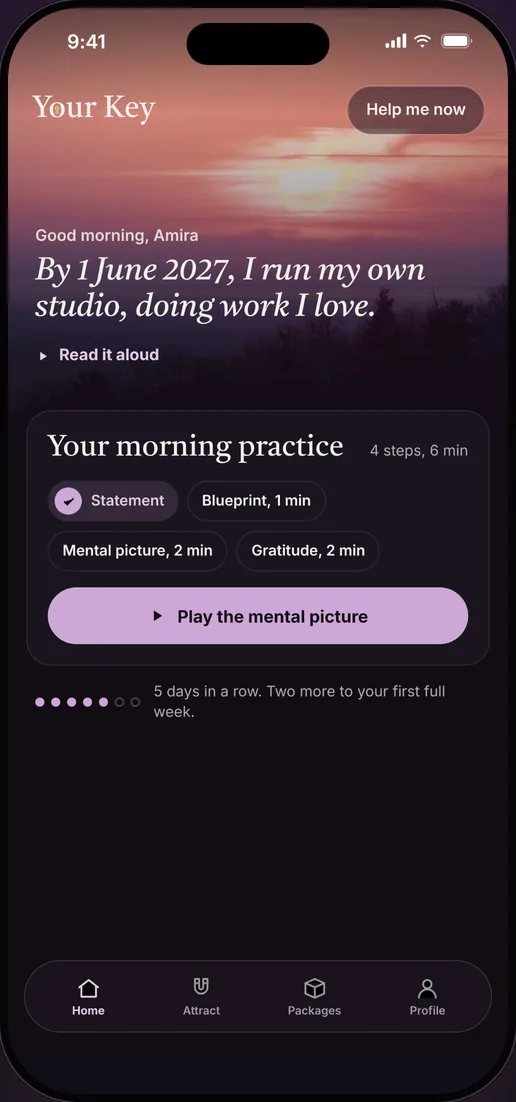 9:41
Your Key
Help me now
Good morning, Amira
By 1 June 2027, I run my own
studio, doing work I love.
Read it aloud
Your morning practice
4 steps, 6 min
Statement
Blueprint, 1 min
Mental picture, 2 min
Gratitude, 2 min
Play the mental picture
5 days in a row. Two more to your first full
week.
Home
Attract
Packages
Profile